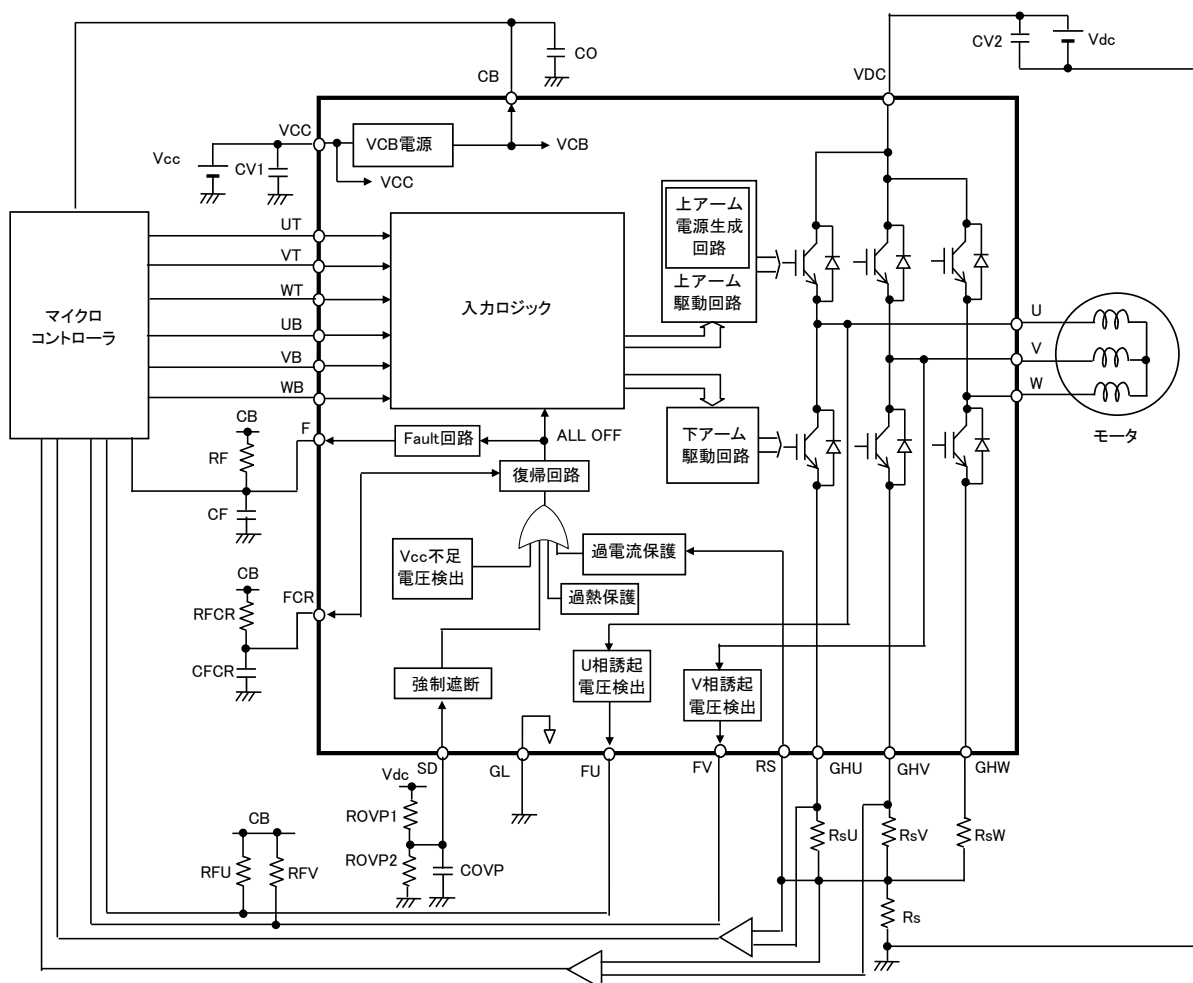 CO
CV2
Vdc
CB
VDC
VCC
VCB電源
VCB
Vcc
CV1
VCC
マイクロ
コントローラ
UT
VT
WT
UB
VB
WB
入力ロジック
上アーム
電源生成
回路
上アーム
駆動回路
下アーム
駆動回路
U
V
W
モータ
CB
RF
CF
F
Fault回路
ALL OFF
復帰回路
Vcc不足
電圧検出
過電流保護
過熱保護
CB
RFCR
CFCR
FCR
強制遮断
U相誘起
電圧検出
V相誘起
電圧検出
SD
GL
FU
FV
RS
GHU
GHV
GHW
Vdc
ROVP1
ROVP2
COVP
CB
RFU
RFV
RsU
RsV
RsW
Rs